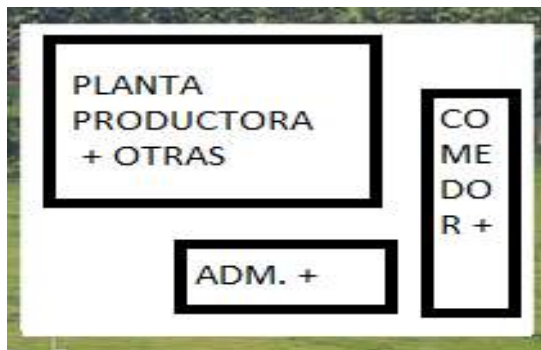 PLANTA
PRODUCTORA
+ OTRAS
CO
ME
DO
R +
ADM. +